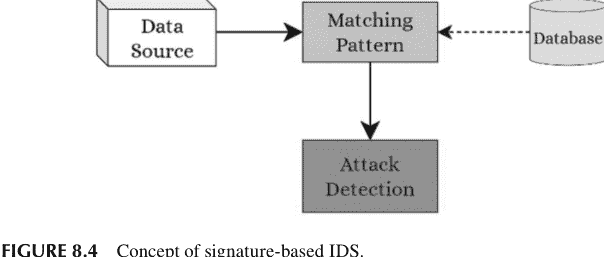 Data
Source
Matching
Pattern
Database
Attack
Detection
FIGURE 8.4 Concept of signature-based IDS.